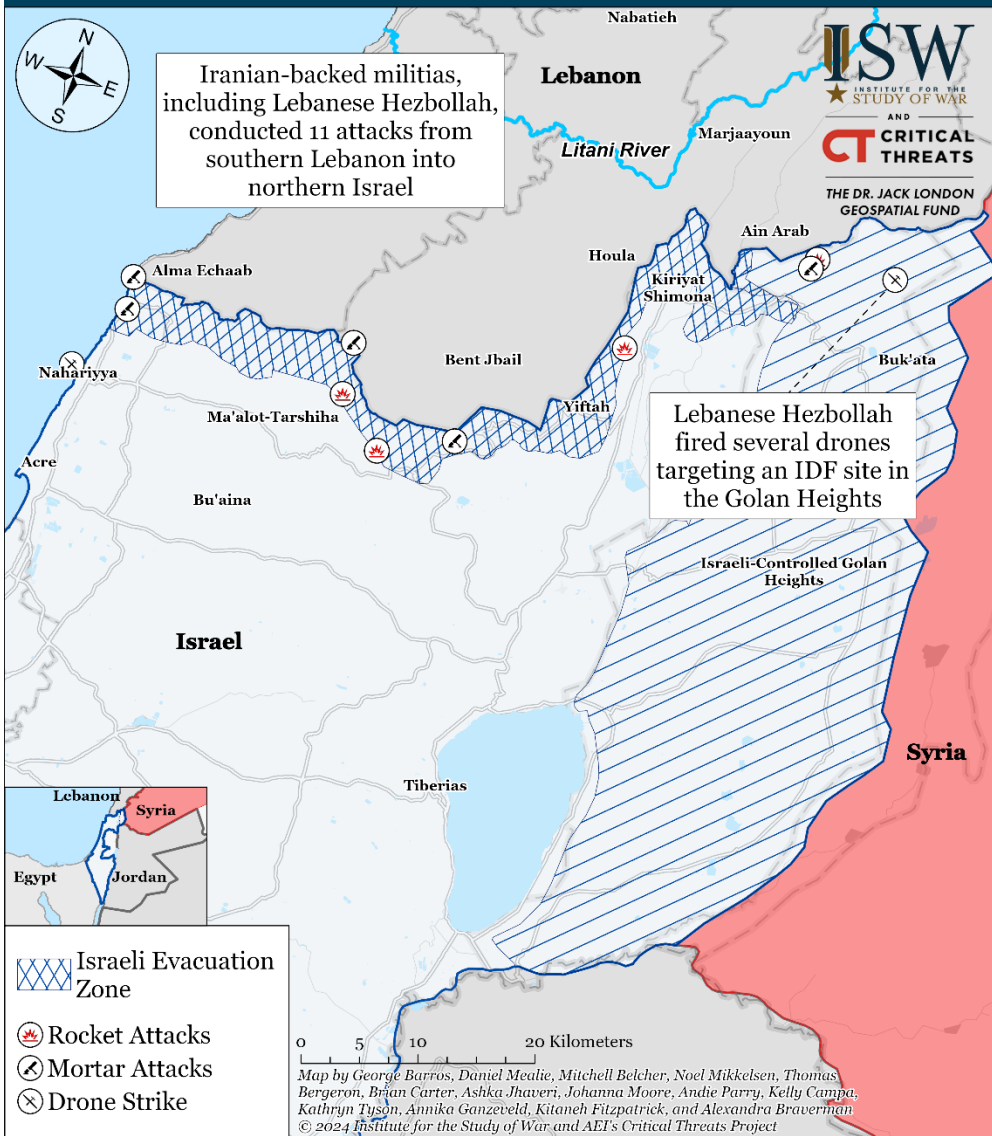 Nabatieh
N
W
E
S
Iranian-backed militias,
including Lebanese Hezbollah,
conducted 11 attacks from
southern Lebanon into
northern Israel
Lebanon
ISW
INSTITUTE FOR THE
STUDY OF WAR
AND
CT CRITICAL
THREATS
THE DR. JACK LONDON
GEOSPATIAL FUND
Marjaayoun
Litani River
Ain Arab
Houla
Alma Echaab
Kiriyat
Shimona
Bent Jbail
Buk'ata
Nahariyya
Yiftah
Ma'alot-Tarshiha
Lebanese Hezbollah
fired several drones
targeting an IDF site in
the Golan Heights
Acre
Bu'aina
Israeli-Controlled Golan
Heights
Israel
Syria
Tiberias
Lebanon
Syria
Egypt
Jordan
Israeli Evacuation
Zone
Rocket Attacks
Mortar Attacks
Drone Strike
0 5 10 20 Kilometers
Map by George Barros, Daniel Mealie, Mitchell Belcher, Noel Mikkelsen, Thomas
Bergeron, Brian Carter, Ashka Jhaveri, Johanna Moore, Andie Parry, Kelly Campa,
Kathryn Tyson, Annika Ganzeveld, Kitaneh Fitzpatrick, and Alexandra Braverman
© 2024 Institute for the Study of War and AEI's Critical Threats Project